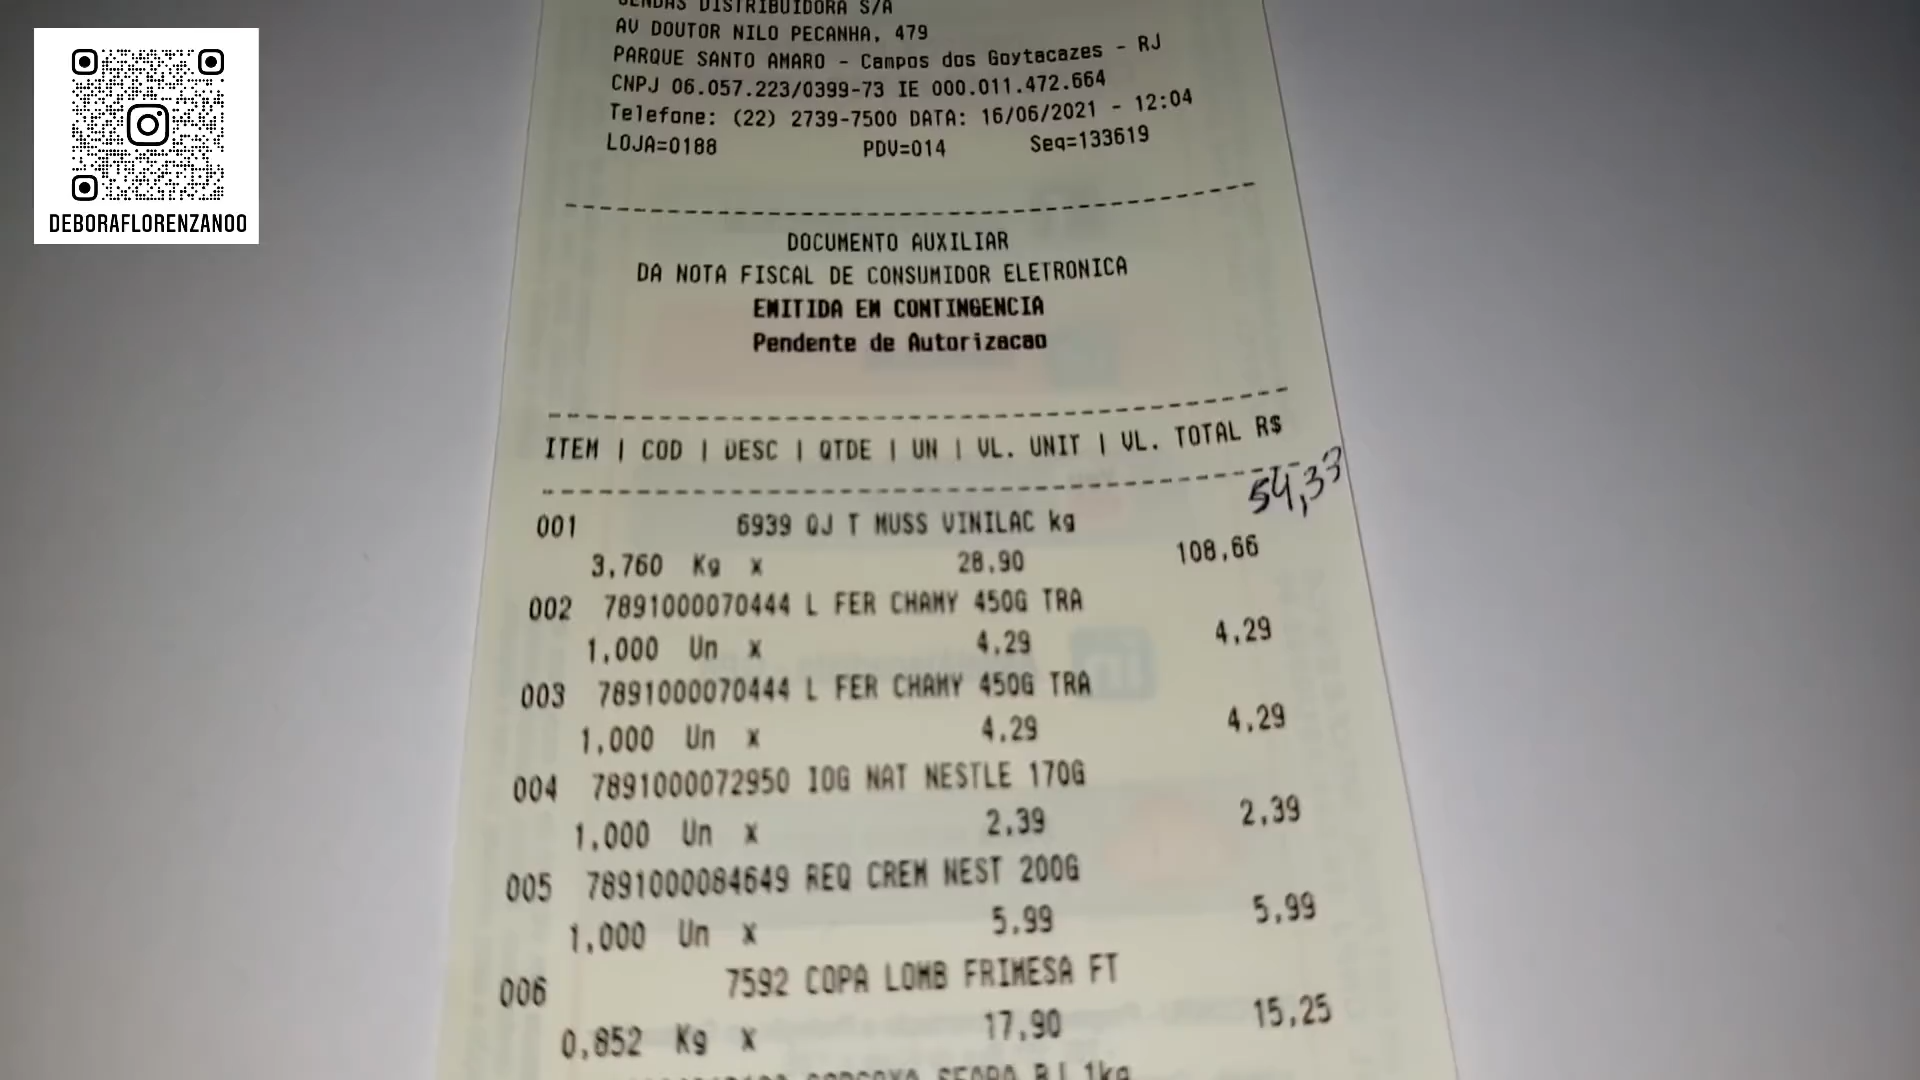 DEBORAFLORENZANOO
SENDAS DISTRIBUIDORA S/A
AV DOUTOR NILO PECANHA, 479
PARQUE SANTO AMARO - Campos dos Goytacazes - RJ
CNPJ 06.057.223/0399-73 IE 000.011.472.664
Telefone: (22) 2739-7500 DATA: 16/06/2021 - 12:04
LOJA=0188 PDV=014 Seq=133619
DOCUMENTO AUXILIAR
DA NOTA FISCAL DE CONSUMIDOR ELETRONICA
EMITIDA EM CONTINGENCIA
Pendente de Autorizacao
ITEM | COD | DESC | QTDE | UN | VL. UNIT | VL. TOTAL R$
54,33
001 6939 QJ T MUSS VINILAC kg
3,760 Kg x 28,90 108,66
002 7891000070444 L FER CHAMY 450G TRA
1,000 Un x 4,29 4,29
003 7891000070444 L FER CHAMY 450G TRA
1,000 Un x 4,29 4,29
004 7891000072950 IOG NAT NESTLE 170G
1,000 Un x 2,39 2,39
005 7891000084649 REQ CREM NEST 200G
1,000 Un x 5,99 5,99
006 7592 COPA LOMB FRIMESA FT
0,852 Kg x 17,90 15,25